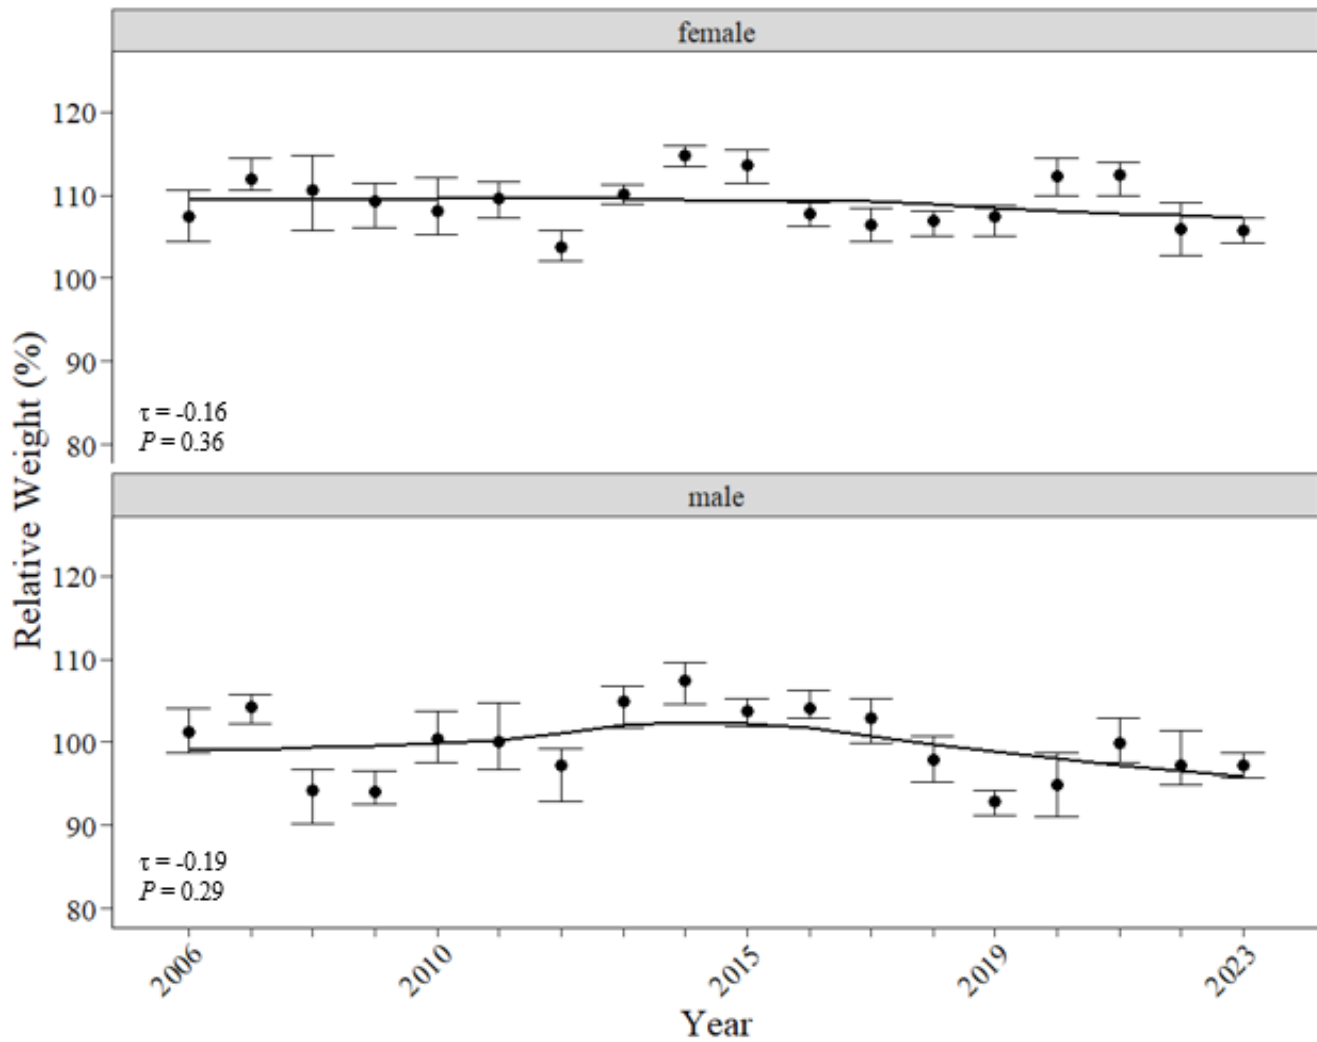 female
120
110
100
90
80
τ = -0.16
P = 0.36
Relative Weight (%)
male
120
110
100
90
80
τ = -0.19
P = 0.29
2006
2010
2015
2019
2023
Year